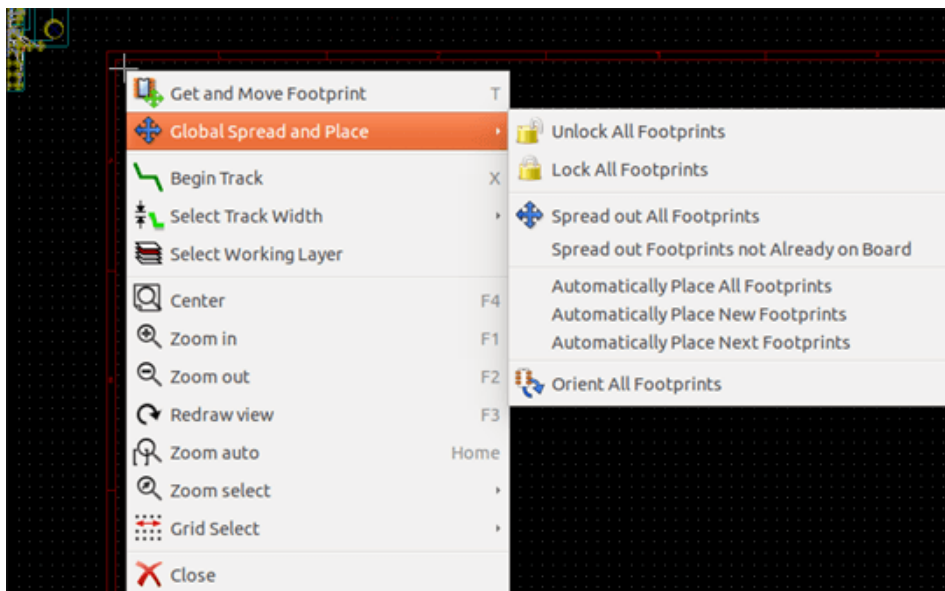 Get and Move Footprint T
Global Spread and Place
Begin Track X
Select Track Width
Select Working Layer
Center F4
Zoom in F1
Zoom out F2
Redraw view F3
Zoom auto Home
Zoom select
Grid Select
Close
Unlock All Footprints
Lock All Footprints
Spread out All Footprints
Spread out Footprints not Already on Board
Automatically Place All Footprints
Automatically Place New Footprints
Automatically Place Next Footprints
Orient All Footprints